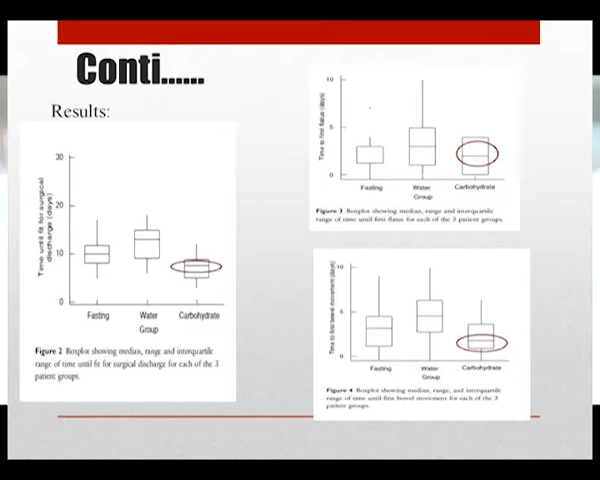 Conti......
Results:
30
20
10
0
Time until fit for surgical
discharge (days)
Fasting
Water
Carbohydrate
Group
Figure 2 Boxplot showing median, range and interquartile
range of time until fit for surgical discharge for each of the 3
patient groups.
10
5
0
Time to first flatus (days)
Fasting
Water
Carbohydrate
Group
Figure 3 Boxplot showing median, range and interquartile
range of time until first flatus for each of the 3 patient groups.
10
5
0
Time to first bowel movement (days)
Fasting
Water
Carbohydrate
Group
Figure 4 Boxplot showing median, range, and interquartile
range of time until first bowel movement for each of the 3
patient groups.